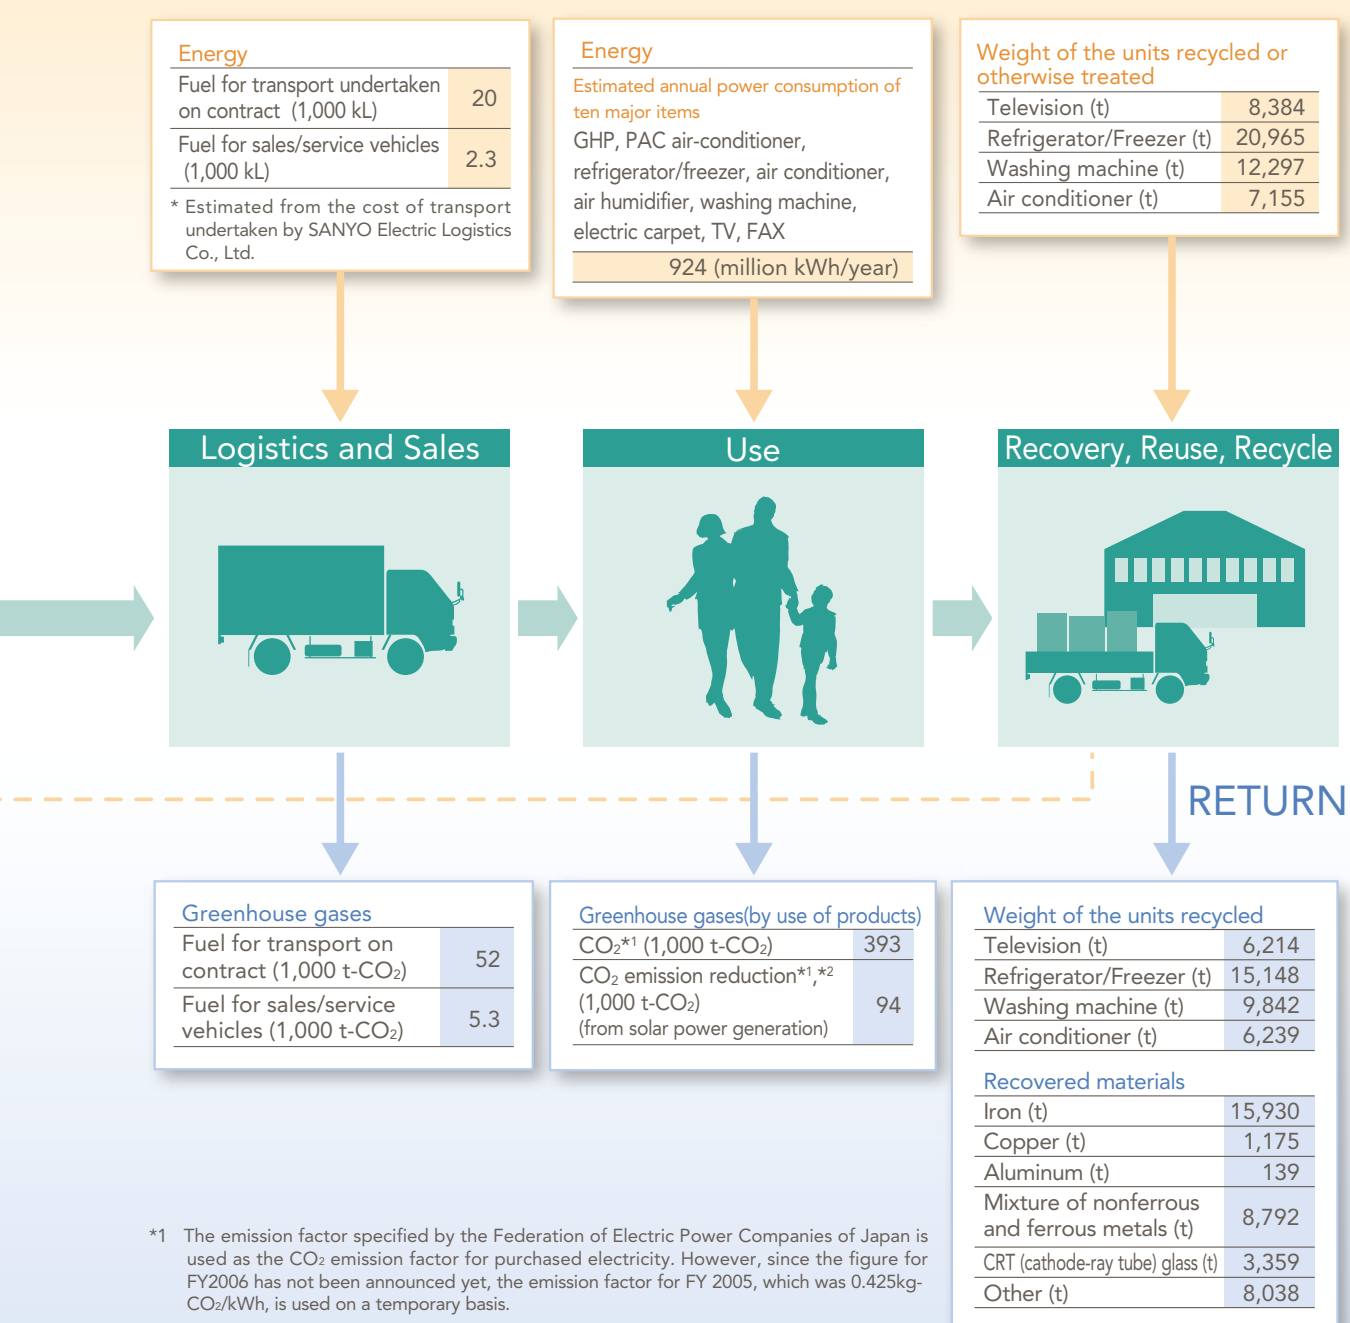 Energy
Fuel for transport undertaken
on contract (1,000 kL)
20
Fuel for sales/service vehicles
(1,000 kL)
2.3
* Estimated from the cost of transport
undertaken by SANYO Electric Logistics
Co., Ltd.
Energy
Estimated annual power consumption of
ten major items
GHP, PAC air-conditioner,
refrigerator/freezer, air conditioner,
air humidifier, washing machine,
electric carpet, TV, FAX
924 (million kWh/year)
Weight of the units recycled or
otherwise treated
Television (t) 8,384
Refrigerator/Freezer (t) 20,965
Washing machine (t) 12,297
Air conditioner (t) 7,155
Logistics and Sales
Use
Recovery, Reuse, Recycle
RETURN
Greenhouse gases
Fuel for transport on
contract (1,000 t-CO₂)
52
Fuel for sales/service
vehicles (1,000 t-CO₂)
5.3
Greenhouse gases(by use of products)
CO₂*¹ (1,000 t-CO₂) 393
CO₂ emission reduction*¹,*²
(1,000 t-CO₂)
(from solar power generation)
94
Weight of the units recycled
Television (t) 6,214
Refrigerator/Freezer (t) 15,148
Washing machine (t) 9,842
Air conditioner (t) 6,239
Recovered materials
Iron (t) 15,930
Copper (t) 1,175
Aluminum (t) 139
Mixture of nonferrous
and ferrous metals (t)
8,792
CRT (cathode-ray tube) glass (t) 3,359
Other (t) 8,038
*1 The emission factor specified by the Federation of Electric Power Companies of Japan is
used as the CO₂ emission factor for purchased electricity. However, since the figure for
FY2006 has not been announced yet, the emission factor for FY 2005, which was 0.425kg-
CO₂/kWh, is used on a temporary basis.